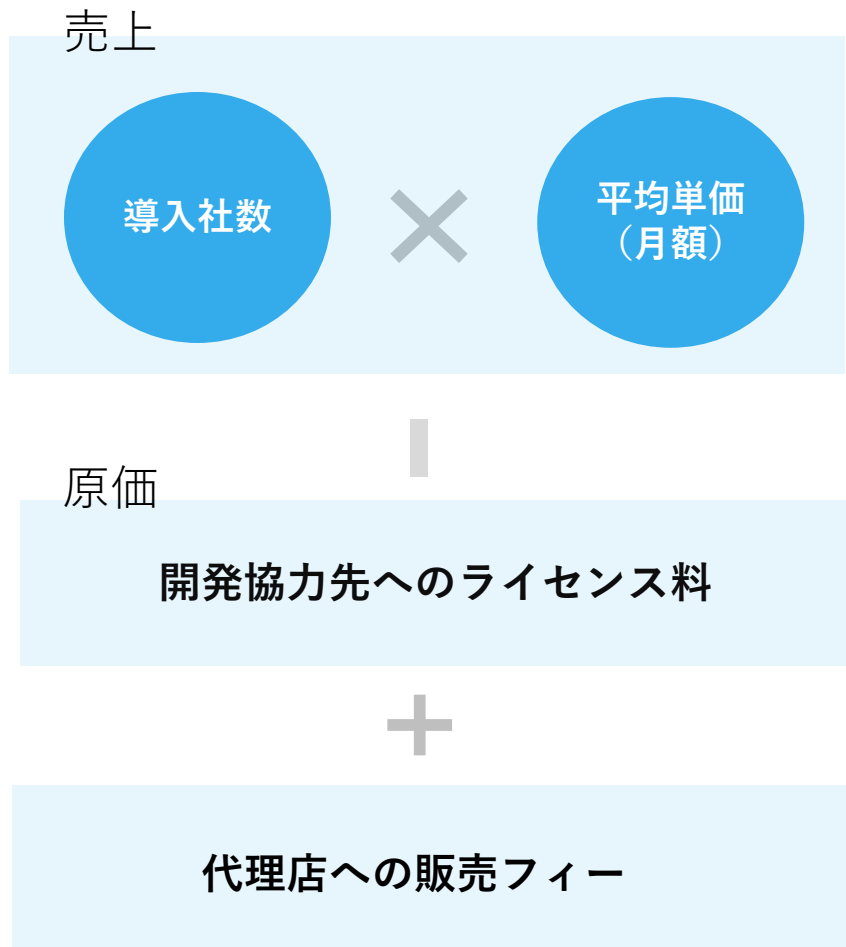 売上
導入社数
×
平均単価
（月額）
原価
開発協力先へのライセンス料
+
代理店への販売フィー